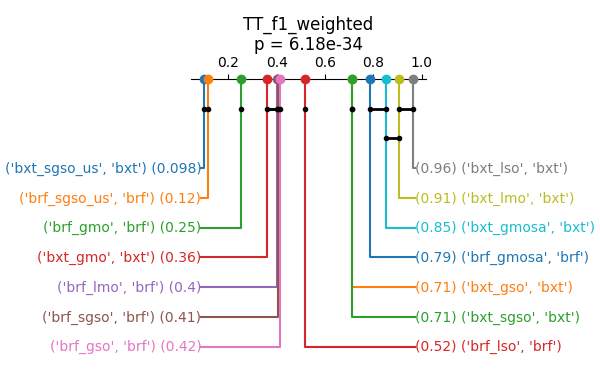 TT_f1_weighted
p = 6.18e-34
0.2 0.4 0.6 0.8 1.0
('bxt_sgso_us', 'bxt') (0.098)
(0.96) ('bxt_lso', 'bxt')
('brf_sgso_us', 'brf') (0.12)
(0.91) ('bxt_lmo', 'bxt')
('brf_gmo', 'brf') (0.25)
(0.85) ('bxt_gmosa', 'bxt')
('bxt_gmo', 'bxt') (0.36)
(0.79) ('brf_gmosa', 'brf')
('brf_lmo', 'brf') (0.4)
(0.71) ('bxt_gso', 'bxt')
('brf_sgso', 'brf') (0.41)
(0.71) ('bxt_sgso', 'bxt')
('brf_gso', 'brf') (0.42)
(0.52) ('brf_lso', 'brf')